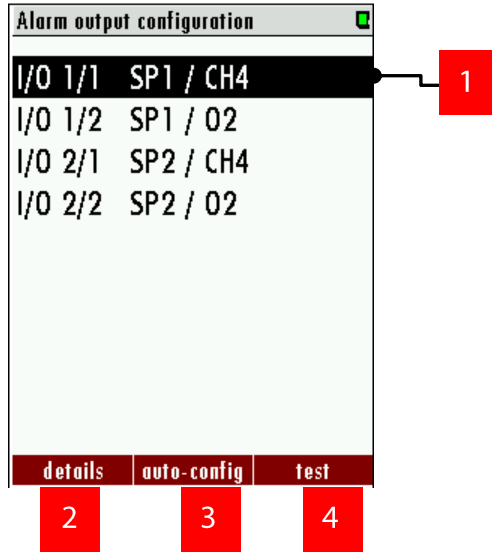 Alarm output configuration
I/O 1/1 SP1 / CH4
1
I/O 1/2 SP1 / O2
I/O 2/1 SP2 / CH4
I/O 2/2 SP2 / O2
details auto-config test
2 3 4